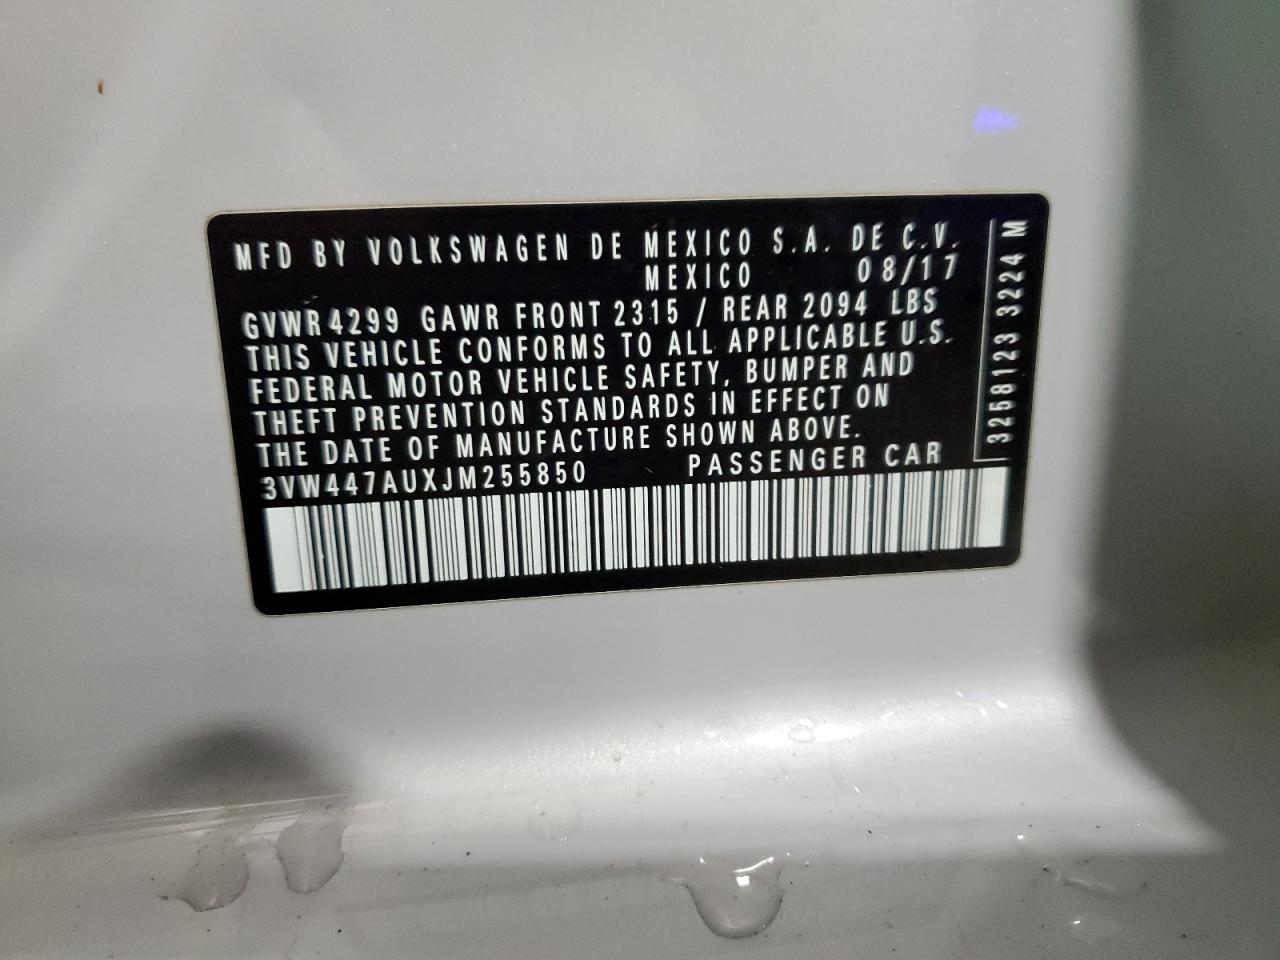 MFD BY VOLKSWAGEN DE MEXICO S.A. DE C.V.
MEXICO 08/17
GVWR 4299 GAWR FRONT 2315 / REAR 2094 LBS
THIS VEHICLE CONFORMS TO ALL APPLICABLE U.S.
FEDERAL MOTOR VEHICLE SAFETY, BUMPER AND
THEFT PREVENTION STANDARDS IN EFFECT ON
THE DATE OF MANUFACTURE SHOWN ABOVE.
3VW447AUXJM255850 PASSENGER CAR
3258123 3224 M